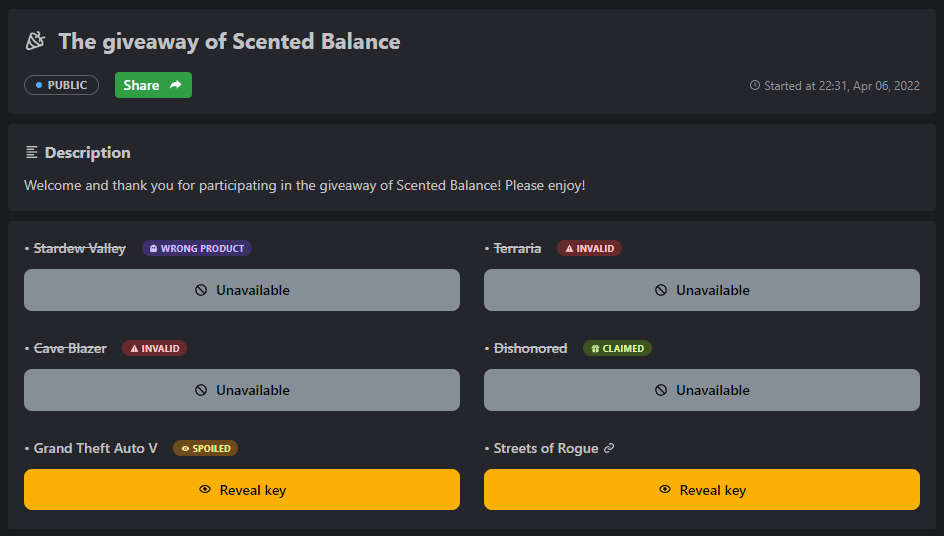 The giveaway of Scented Balance
PUBLIC
Share
Started at 22:31, Apr 06, 2022
Description
Welcome and thank you for participating in the giveaway of Scented Balance! Please enjoy!
• Stardew Valley WRONG PRODUCT
Unavailable
• Terraria INVALID
Unavailable
• Cave Blazer INVALID
Unavailable
• Dishonored CLAIMED
Unavailable
• Grand Theft Auto V SPOILED
Reveal key
• Streets of Rogue
Reveal key